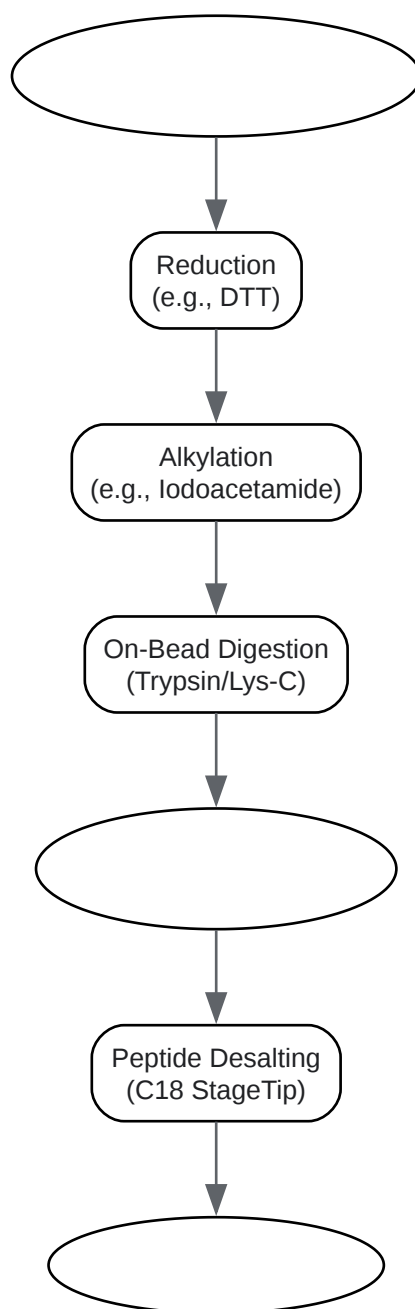 Reduction
(e.g., DTT)
Alkylation
(e.g., Iodoacetamide)
On-Bead Digestion
(Trypsin/Lys-C)
Peptide Desalting
(C18 StageTip)